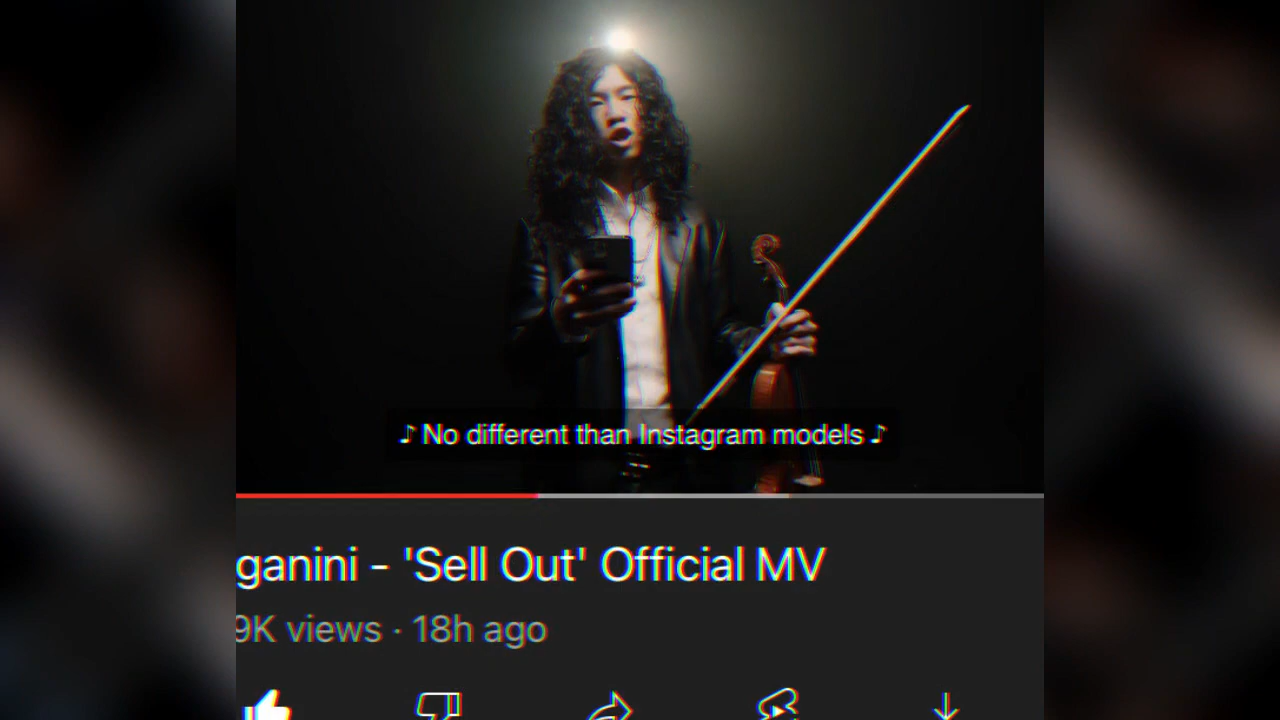 ♪ No different than Instagram models ♪
ganini - 'Sell Out' Official MV
9K views · 18h ago